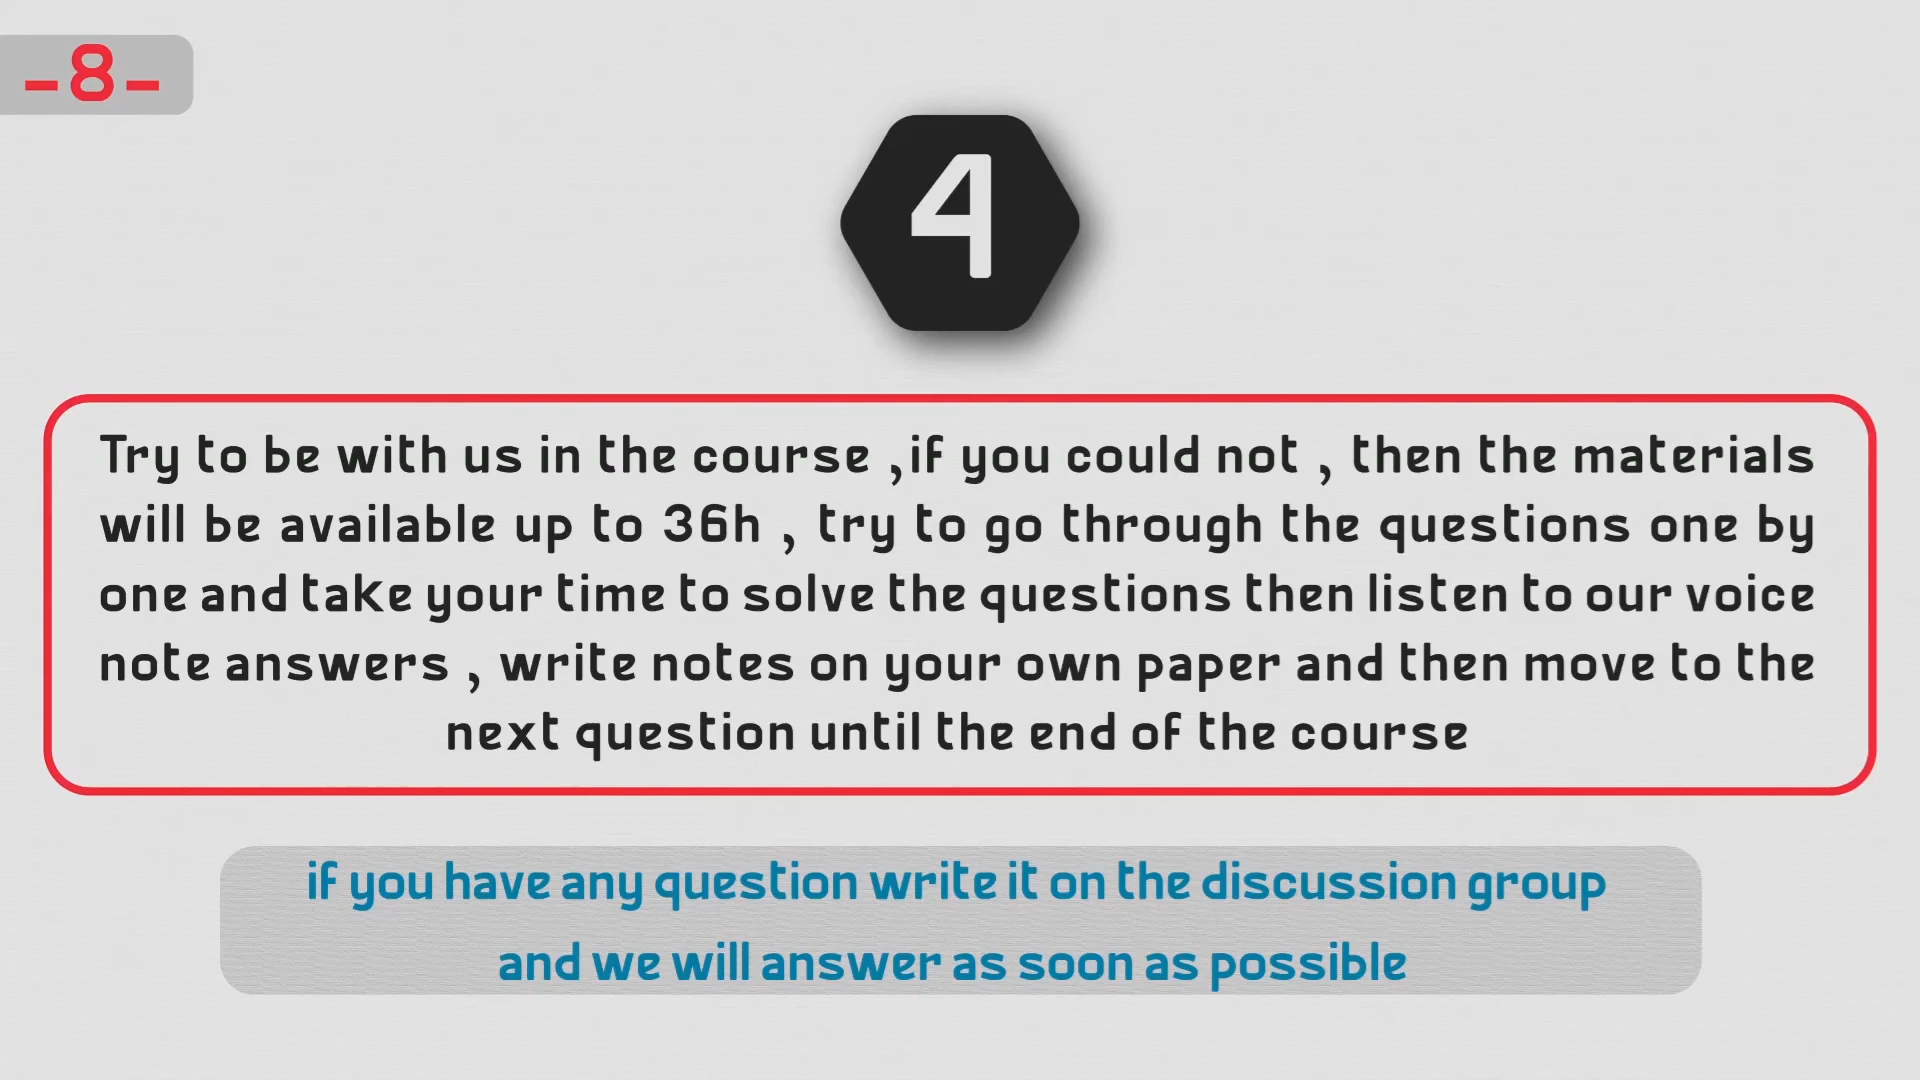 -8-
4
Try to be with us in the course ,if you could not , then the materials
will be available up to 36h , try to go through the questions one by
one and take your time to solve the questions then listen to our voice
note answers , write notes on your own paper and then move to the
next question until the end of the course
if you have any question write it on the discussion group
and we will answer as soon as possible